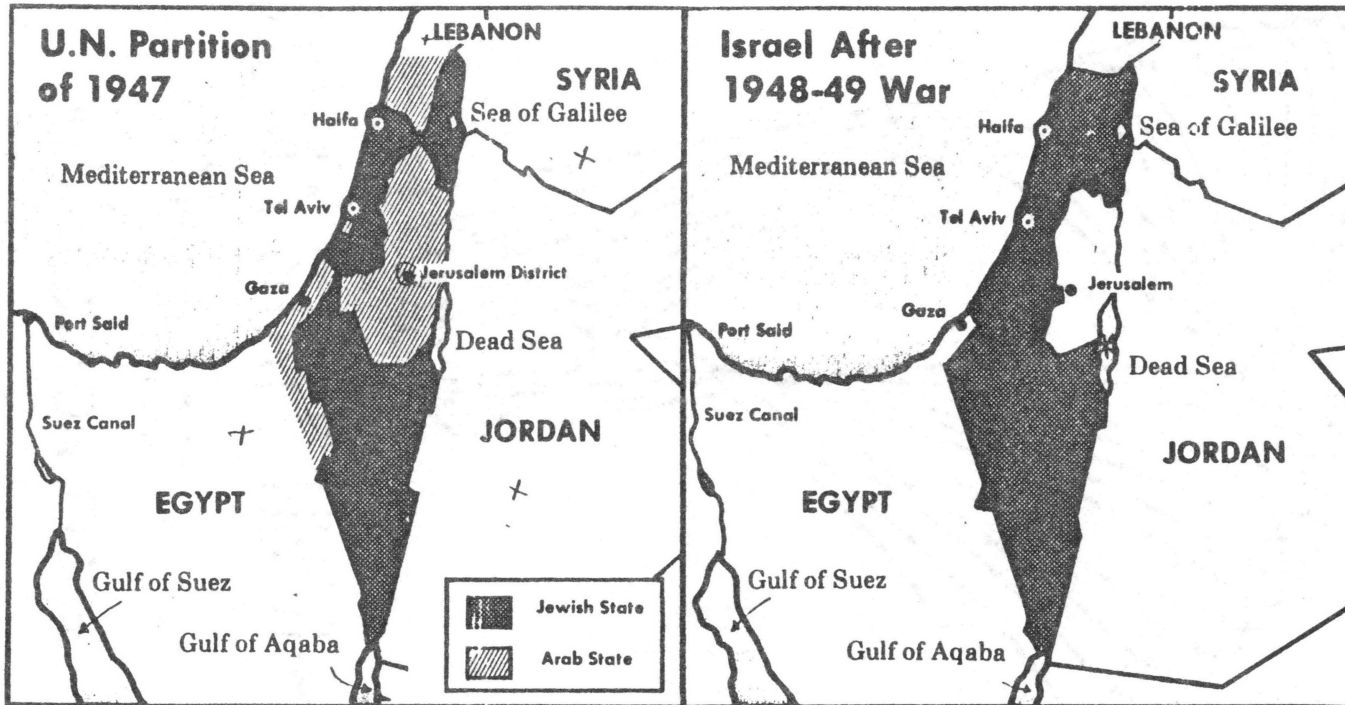 U.N. Partition
of 1947
LEBANON
SYRIA
Haifa
Sea of Galilee
Mediterranean Sea
Tel Aviv
Jerusalem District
Gaza
Port Said
Dead Sea
Suez Canal
JORDAN
EGYPT
Gulf of Suez
Gulf of Aqaba
Jewish State
Arab State
Israel After
1948-49 War
LEBANON
SYRIA
Haifa
Sea of Galilee
Mediterranean Sea
Tel Aviv
Jerusalem
Gaza
Port Said
Dead Sea
Suez Canal
JORDAN
EGYPT
Gulf of Suez
Gulf of Aqaba